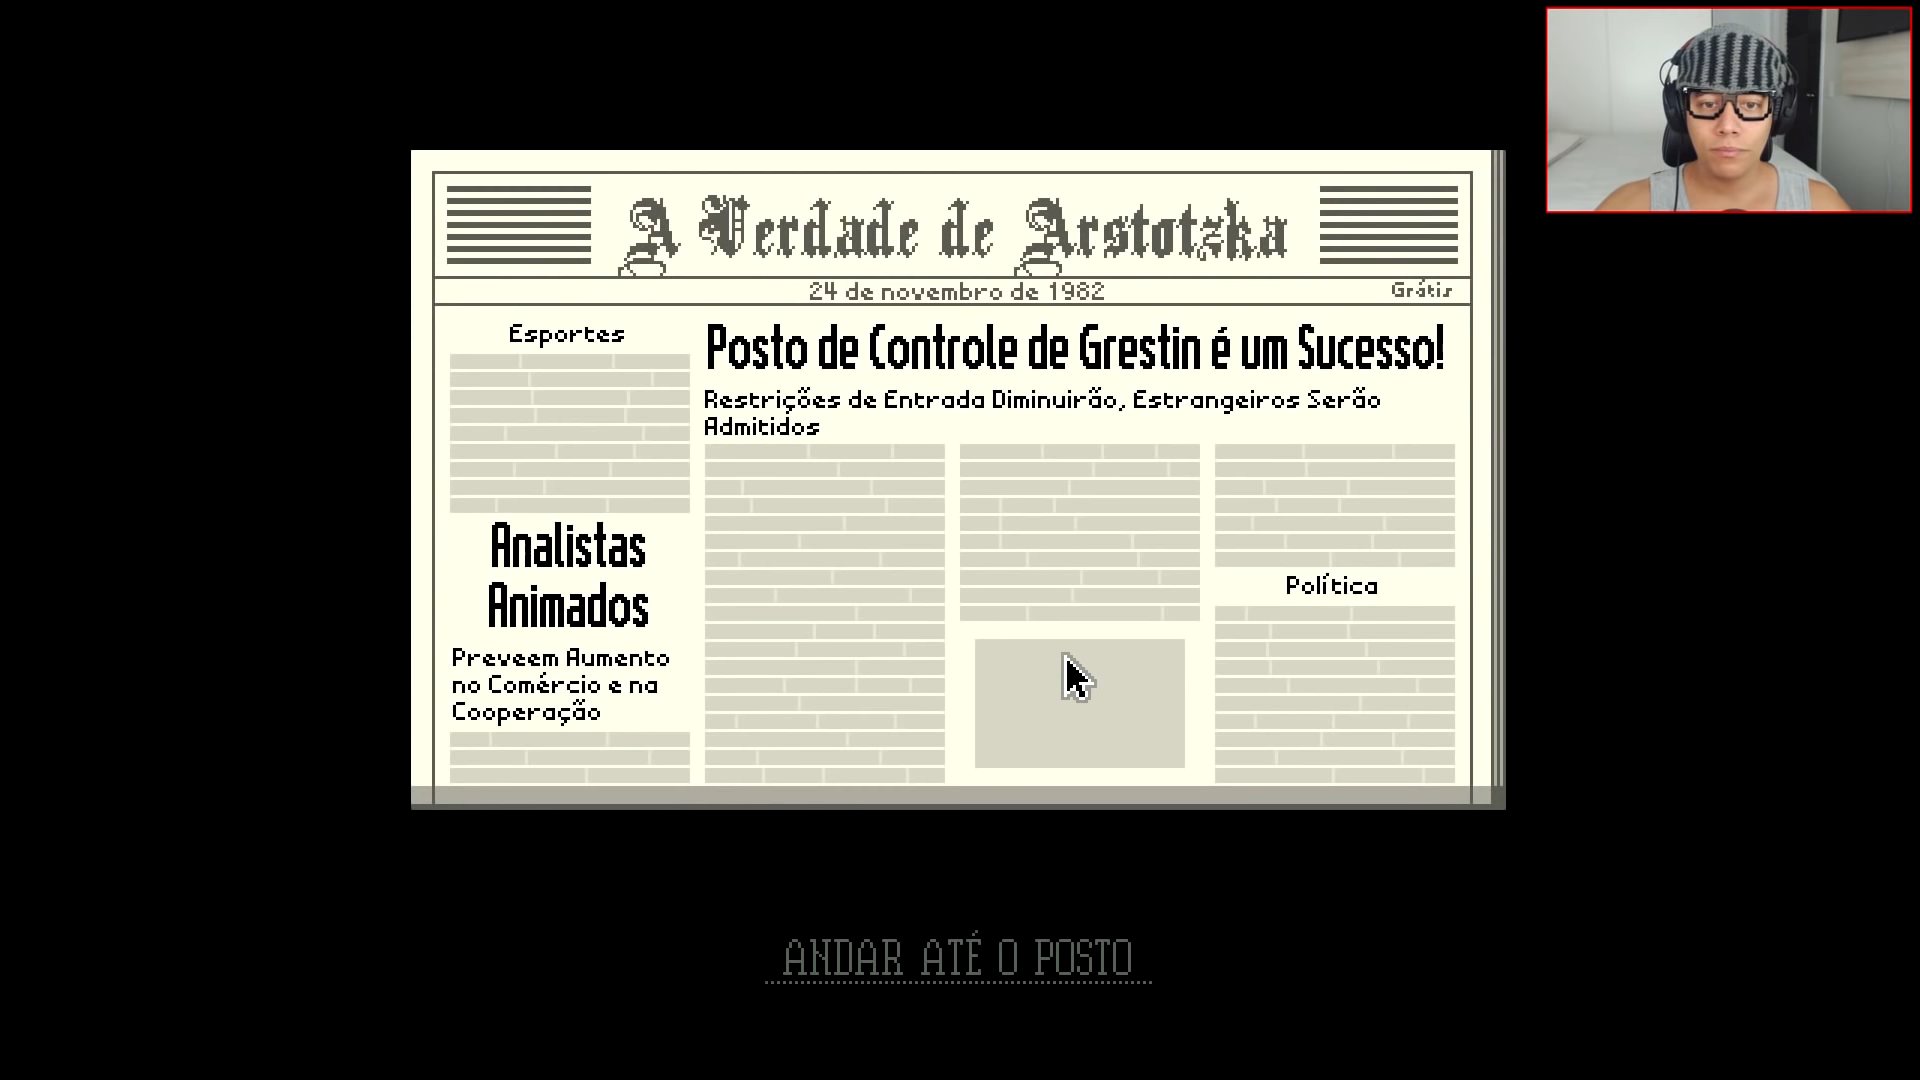 A Verdade de Arstotzka
24 de novembro de 1982
Grátis
Esportes
Analistas
Animados
Preveem Aumento
no Comércio e na
Cooperação
Posto de Controle de Grestin é um Sucesso!
Restrições de Entrada Diminuirão, Estrangeiros Serão
Admitidos
Política
ANDAR ATÉ O POSTO